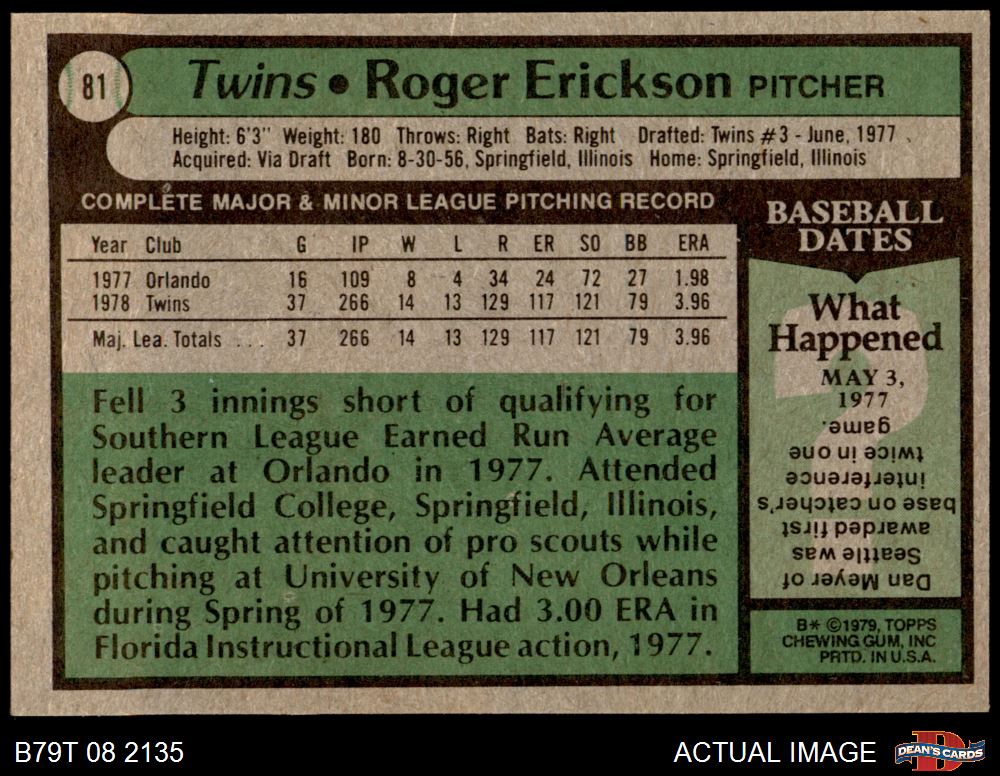 81
Twins • Roger Erickson PITCHER
Height: 6'3" Weight: 180 Throws: Right Bats: Right Drafted: Twins #3 - June, 1977
Acquired: Via Draft Born: 8-30-56, Springfield, Illinois Home: Springfield, Illinois
COMPLETE MAJOR & MINOR LEAGUE PITCHING RECORD
Year Club G IP W L R ER SO BB ERA
1977 Orlando 16 109 8 4 34 24 72 27 1.98
1978 Twins 37 266 14 13 129 117 121 79 3.96
Maj. Lea. Totals . . . 37 266 14 13 129 117 121 79 3.96
Fell 3 innings short of qualifying for
Southern League Earned Run Average
leader at Orlando in 1977. Attended
Springfield College, Springfield, Illinois,
and caught attention of pro scouts while
pitching at University of New Orleans
during Spring of 1977. Had 3.00 ERA in
Florida Instructional League action, 1977.
BASEBALL
DATES
What
Happened
MAY 3,
1977
Dan Meyer of
Seattle was
awarded first
base on catcher's
interference
twice in one
game.
B* ©1979, TOPPS
CHEWING GUM, INC
PRTD. IN U.S.A.
B79T 08 2135
ACTUAL IMAGE
DEAN'S CARDS